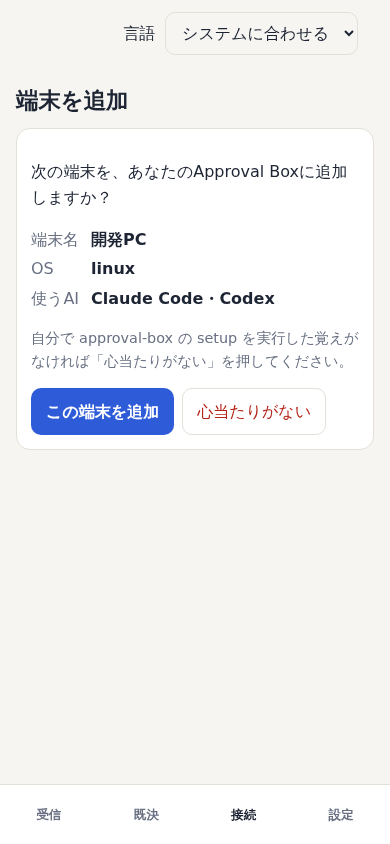 言語 システムに合わせる
端末を追加
次の端末を、あなたのApproval Boxに追加
しますか？
端末名 開発PC
OS linux
使うAI Claude Code・Codex
自分で approval-box の setup を実行した覚えが
なければ「心当たりがない」を押してください。
この端末を追加 心当たりがない
受信 既決 接続 設定